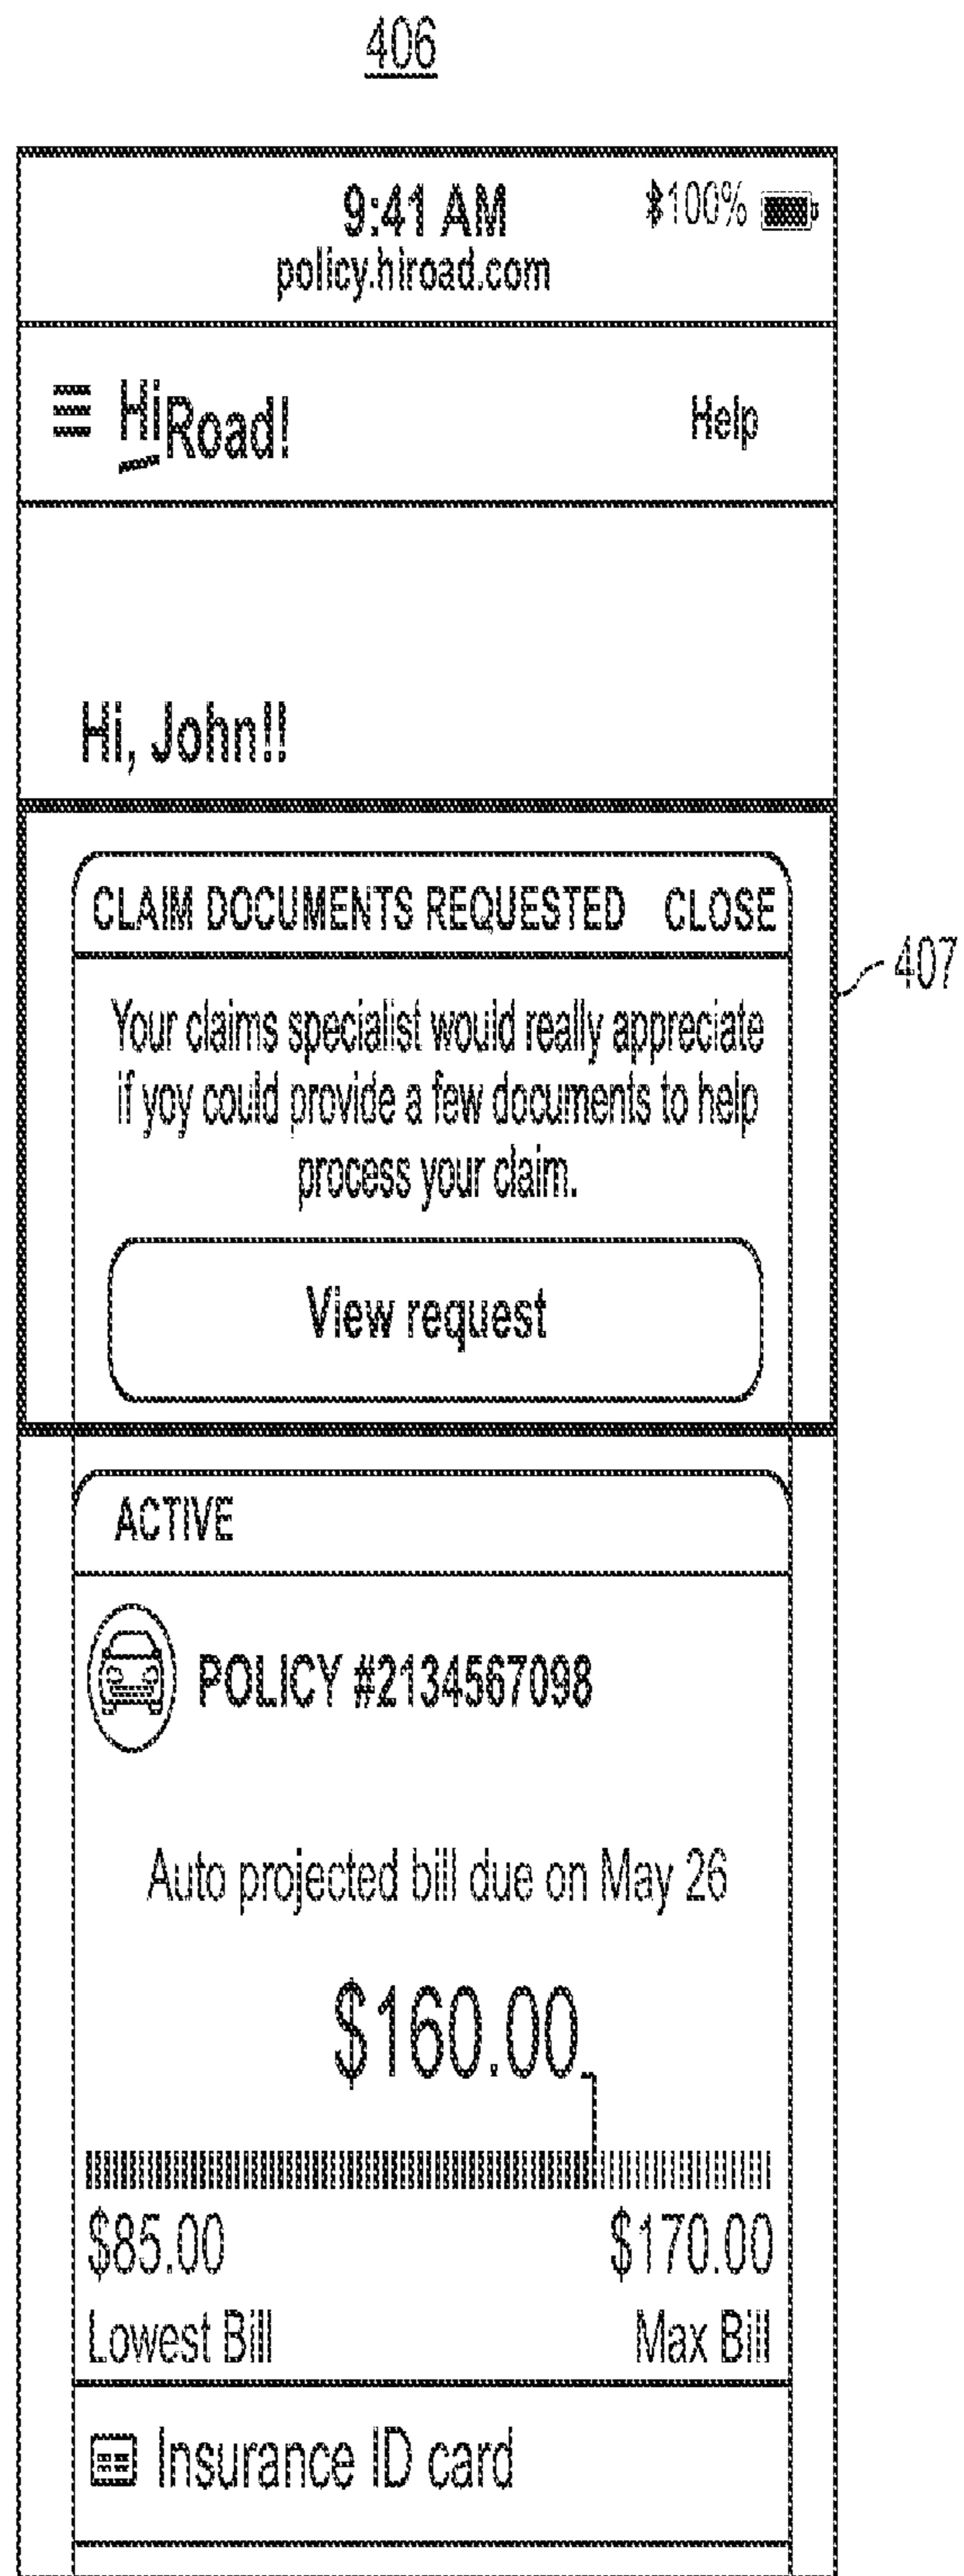 406
9:41 AM
100%
policy.hiroad.com
HiRoad!
Help
Hi, John!!
CLAIM DOCUMENTS REQUESTED CLOSE
407
Your claims specialist would really appreciate
if yoy could provide a few documents to help
process your claim.
View request
ACTIVE
POLICY #2134567098
Auto projected bill due on May 26
$160.00
$85.00 $170.00
Lowest Bill Max Bill
Insurance ID card